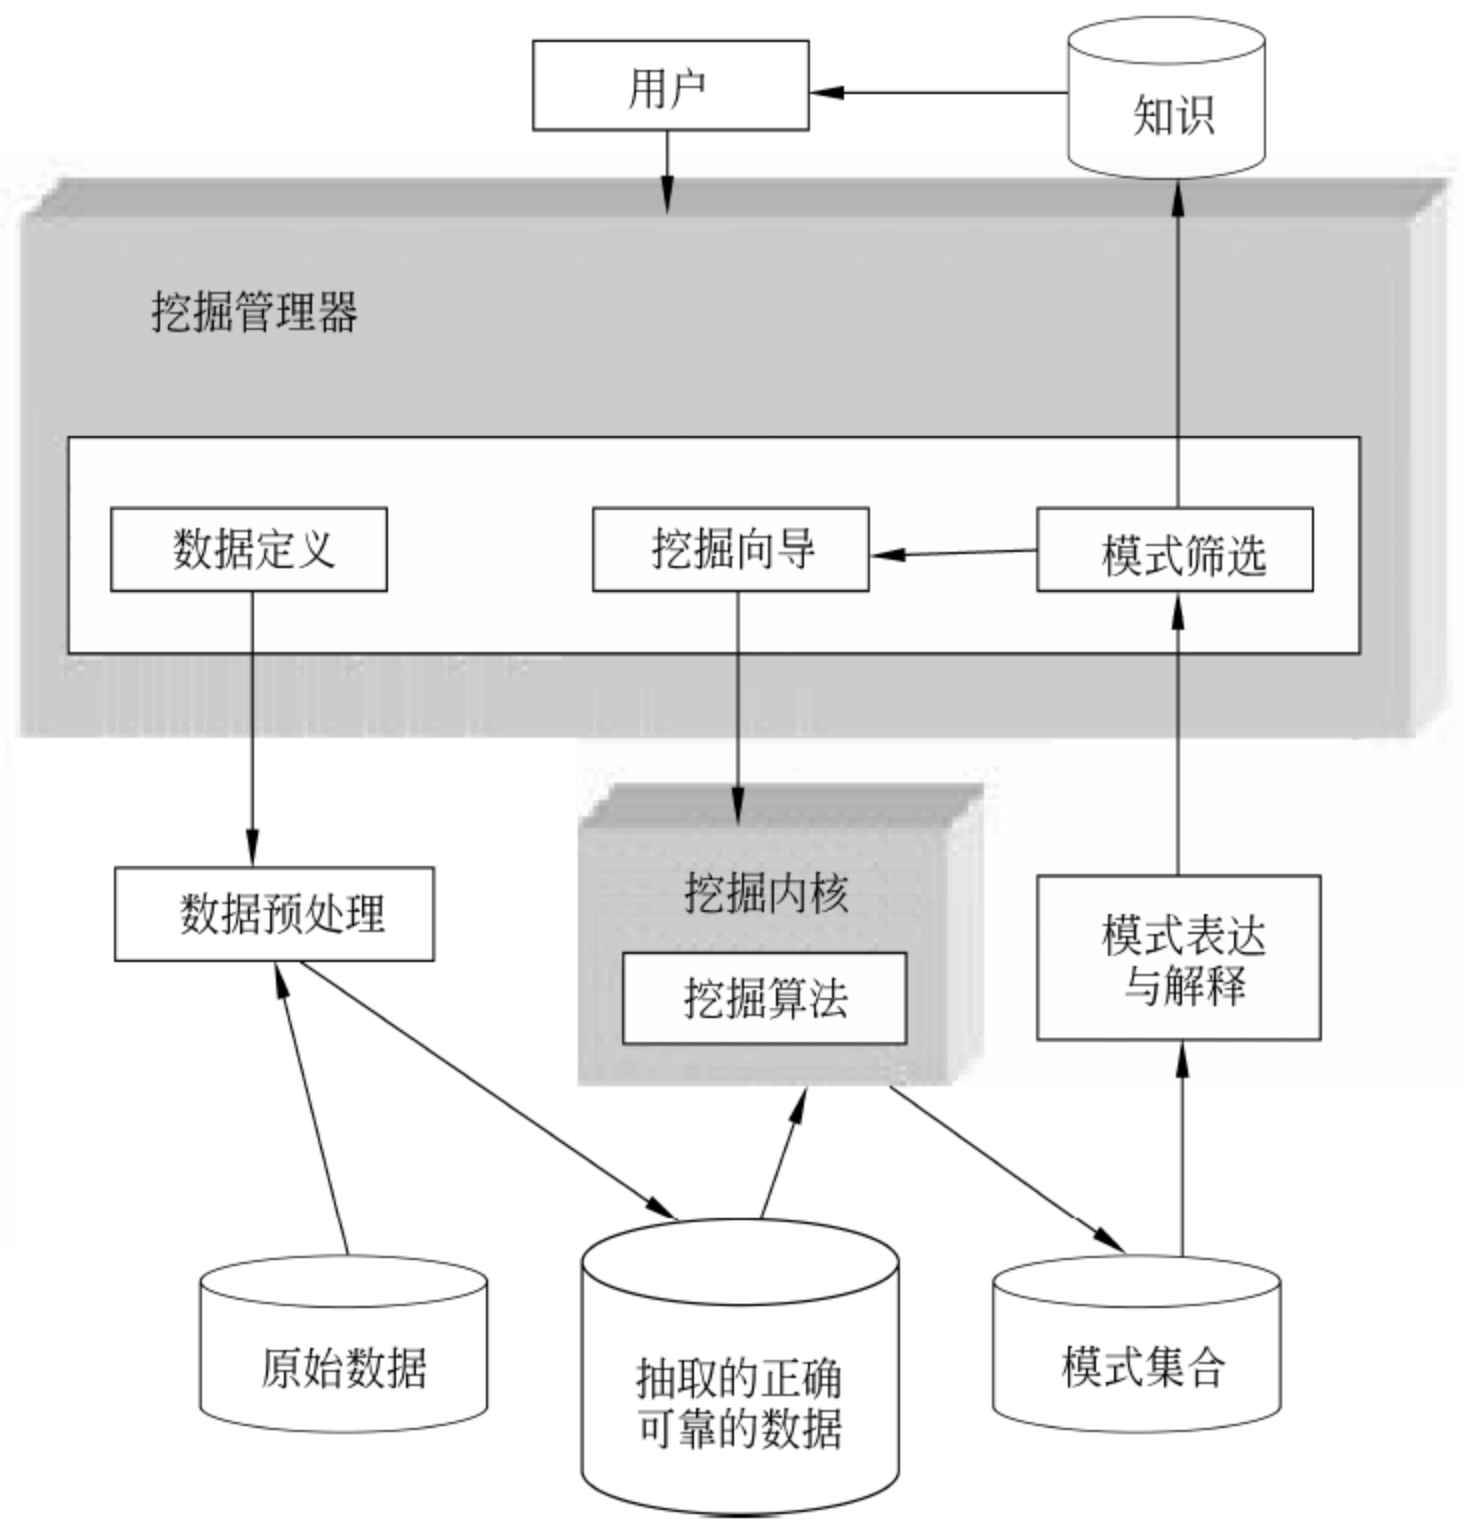 用户
知识
挖掘管理器
数据定义
挖掘向导
模式筛选
数据预处理
挖掘内核
挖掘算法
模式表达
与解释
原始数据
抽取的正确
可靠的数据
模式集合